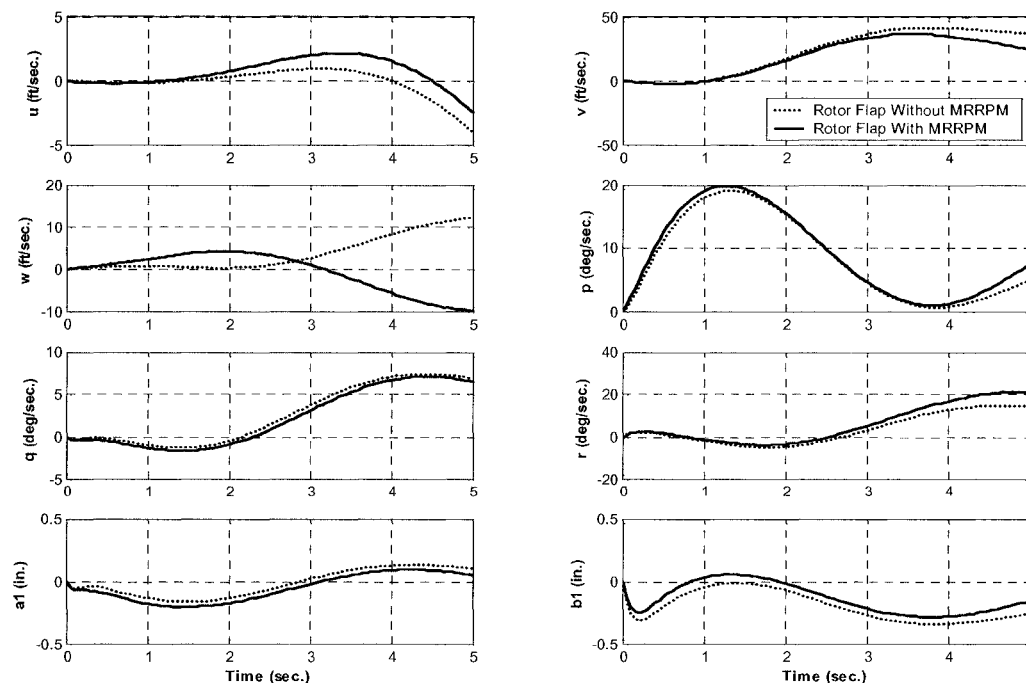 5
0
-5
u (ft/sec.)
0 1 2 3 4 5
50
0
-50
v (ft/sec.)
Rotor Flap Without MRRPM
Rotor Flap With MRRPM
0 1 2 3 4 5
20
10
0
-10
w (ft/sec.)
0 1 2 3 4 5
20
10
0
p (deg/sec.)
0 1 2 3 4
10
5
0
-5
q (deg/sec.)
0 1 2 3 4 5
40
20
0
-20
r (deg/sec.)
0 1 2 3 4
0.5
0
-0.5
a1 (in.)
0 1 2 3 4 5
Time (sec.)
0.5
0
-0.5
b1 (in.)
0 1 2 3 4
Time (sec.)